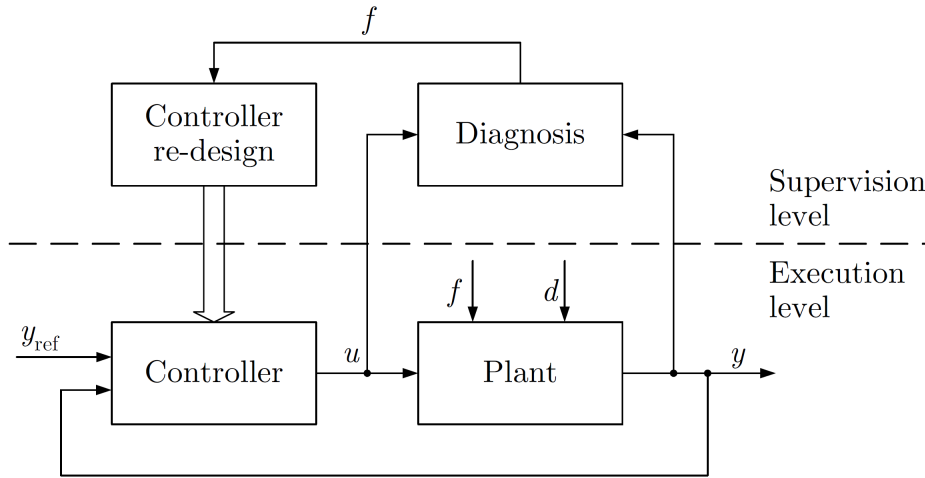 f
Controller
re-design
Diagnosis
Supervision
level
Execution
level
f
d
y_ref
Controller
u
Plant
y